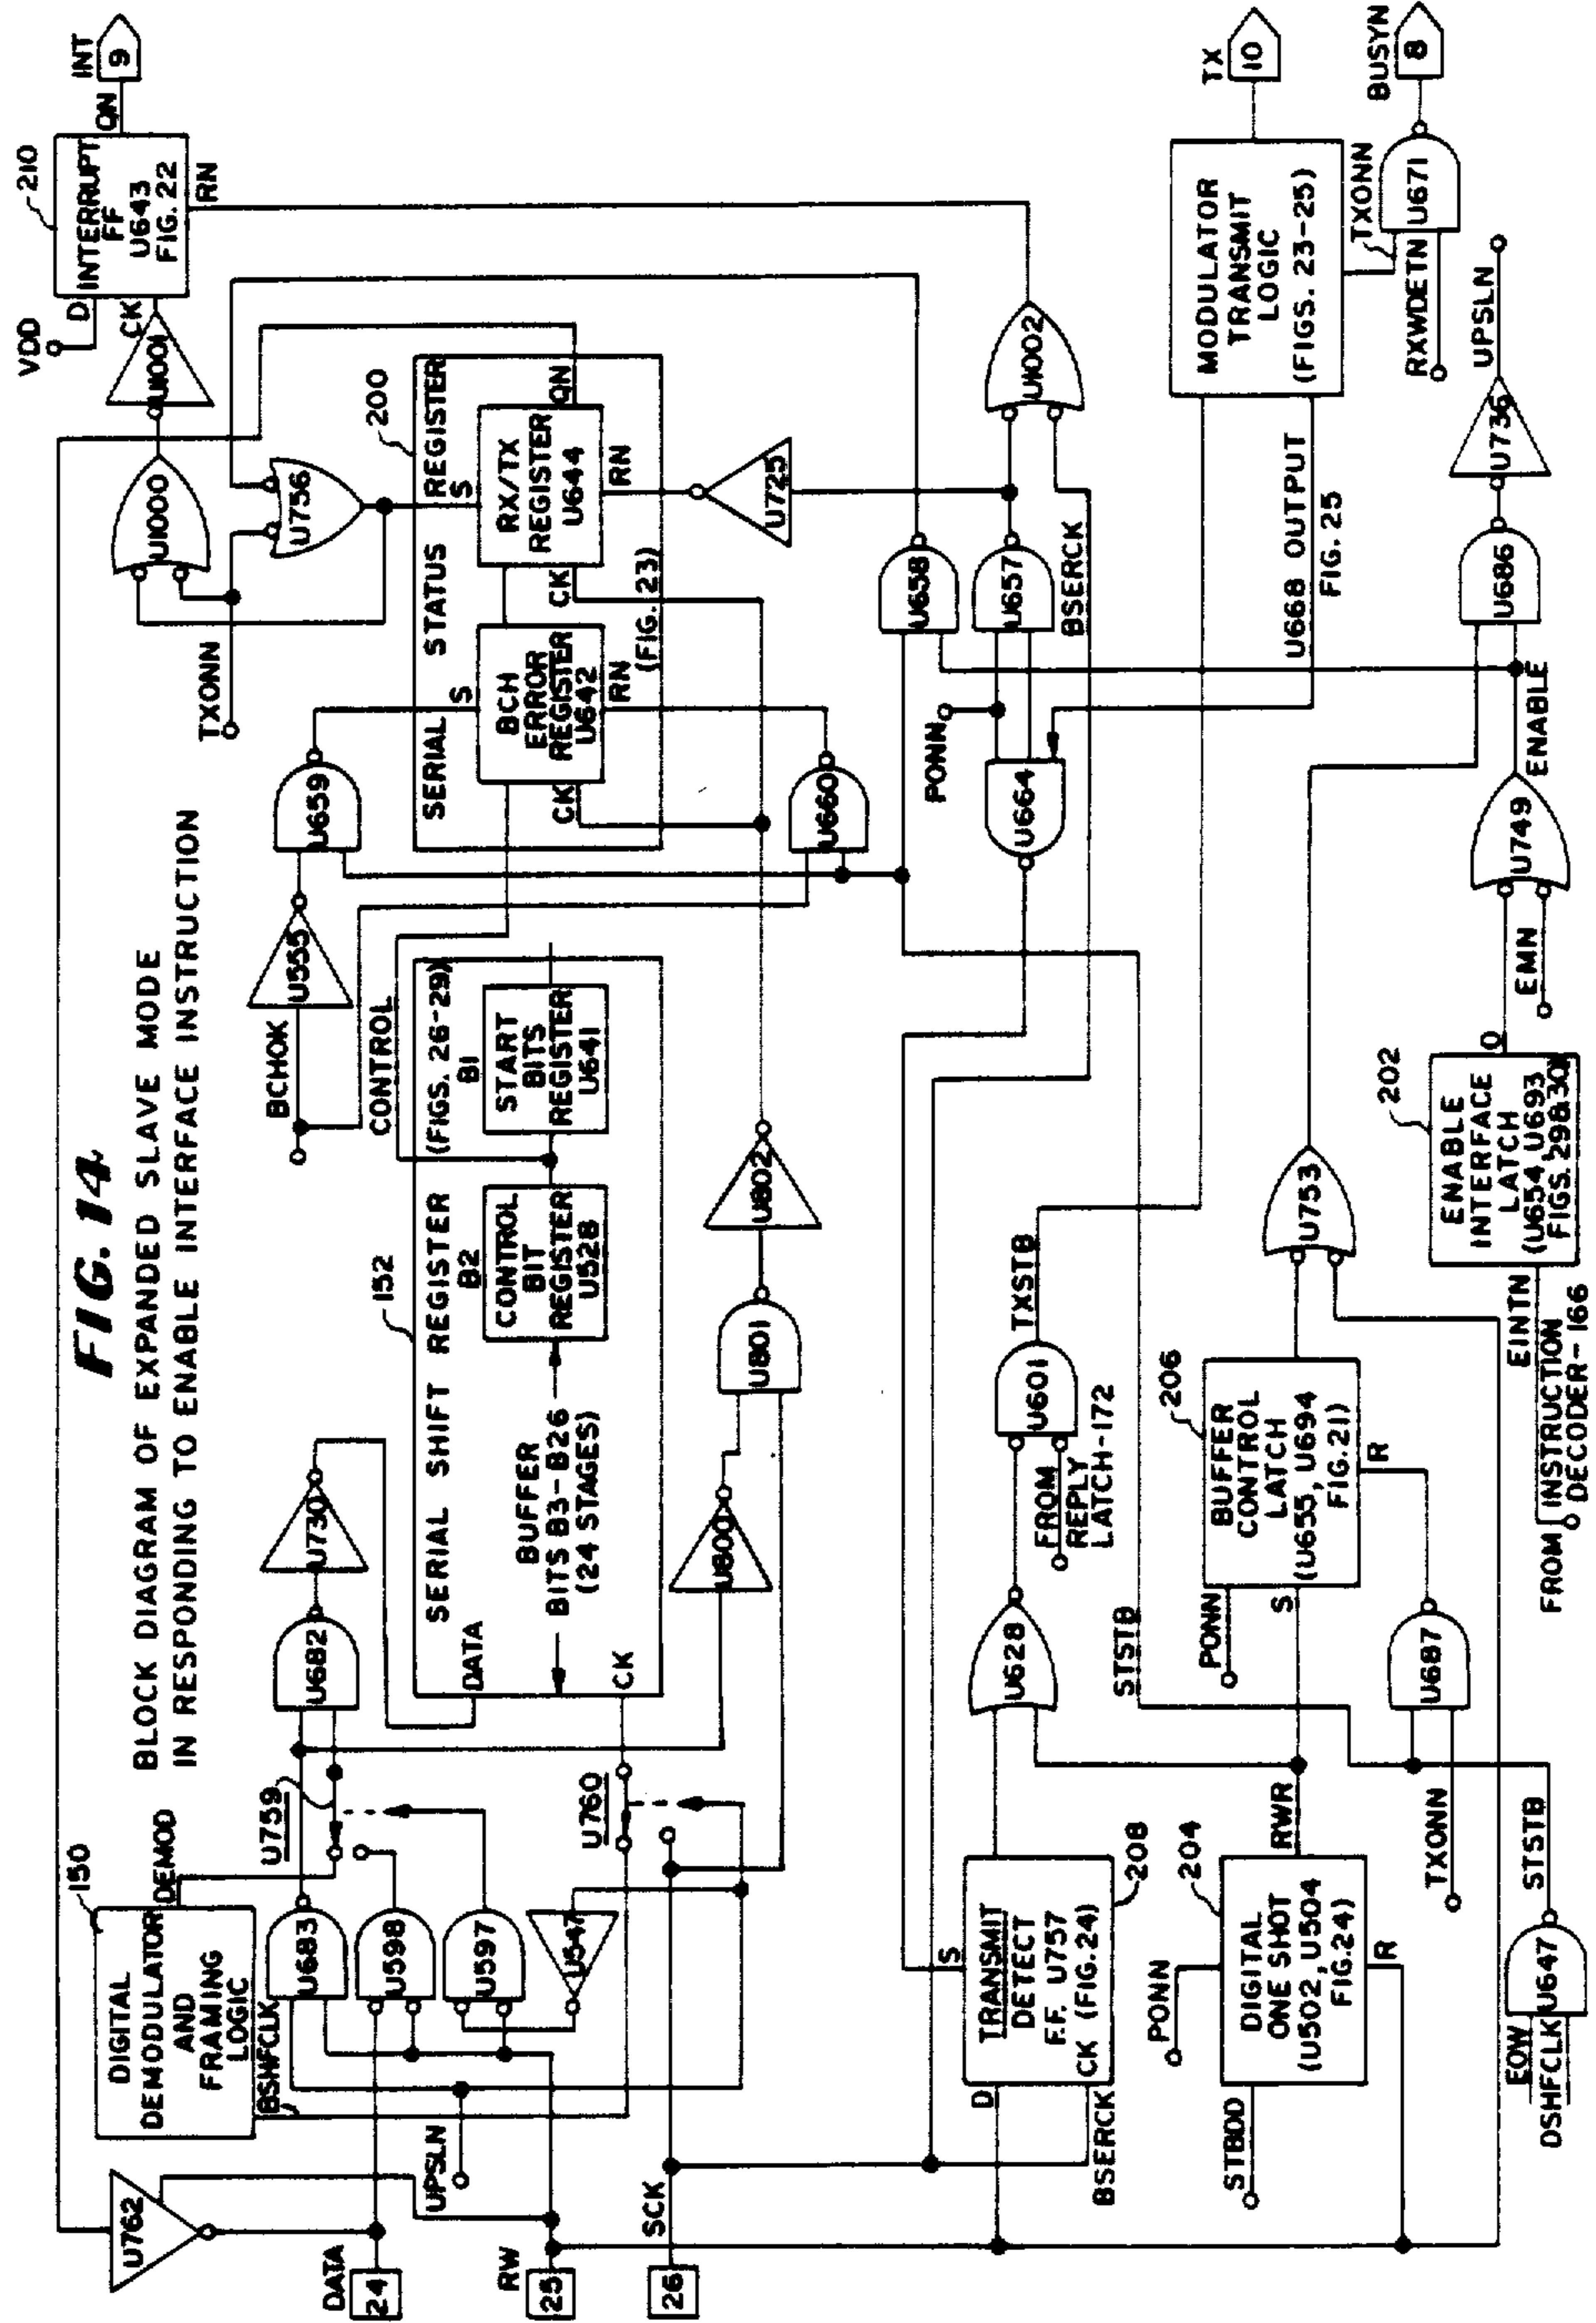 FIG. 14
BLOCK DIAGRAM OF EXPANDED SLAVE MODE
IN RESPONDING TO ENABLE INTERFACE INSTRUCTION
150
DIGITAL
DEMODULATOR
AND
FRAMING
LOGIC
DEMOD
BSHFCLK
U762
DATA
24
RW
25
SCK
26
UPSLN
U683
U598
U597
U547
U759
U760
U682
U730
152
SERIAL SHIFT REGISTER (FIGS. 26-29)
DATA
CK
BUFFER
BITS B3-B26
(24 STAGES)
B2
CONTROL
BIT
REGISTER
U528
B1
START
BITS
REGISTER
U641
U800
U801
U802
BCHOK
CONTROL
U555
U659
U660
SERIAL STATUS REGISTER
200
S
BCH
ERROR
REGISTER
U642
CK
RN
S
RX/TX
REGISTER
U644
CK
QN
RN
(FIG. 23)
TXONN
U1000
U756
U1001
VDD
210
D
INTERRUPT
FF
U643
FIG. 22
CK
QN
RN
INT
9
U725
U658
U657
BSERCK
U1002
PONN
U664
208
TRANSMIT
DETECT
F.F. U757
CK (FIG.24)
D
S
BSERCK
204
DIGITAL
ONE SHOT
(U502, U504
FIG.24)
PONN
STBDD
R
RWR
U628
U601
TXSTB
FROM
REPLY
LATCH-172
STSTB
206
BUFFER
CONTROL
LATCH
(U655, U694
FIG.21)
PONN
S
R
U687
TXONN
STSTB
EOW
DSHFCLK
U647
U753
202
ENABLE
INTERFACE
LATCH
(U654, U693
FIGS. 29&30)
Q
EINTN
FROM INSTRUCTION
DECODER-166
EMN
U749
ENABLE
U686
U736
UPSLN
U668 OUTPUT
FIG. 25
MODULATOR
TRANSMIT
LOGIC
(FIGS. 23-25)
TX
10
TXONN
RXWDETN
U671
BUSYN
8